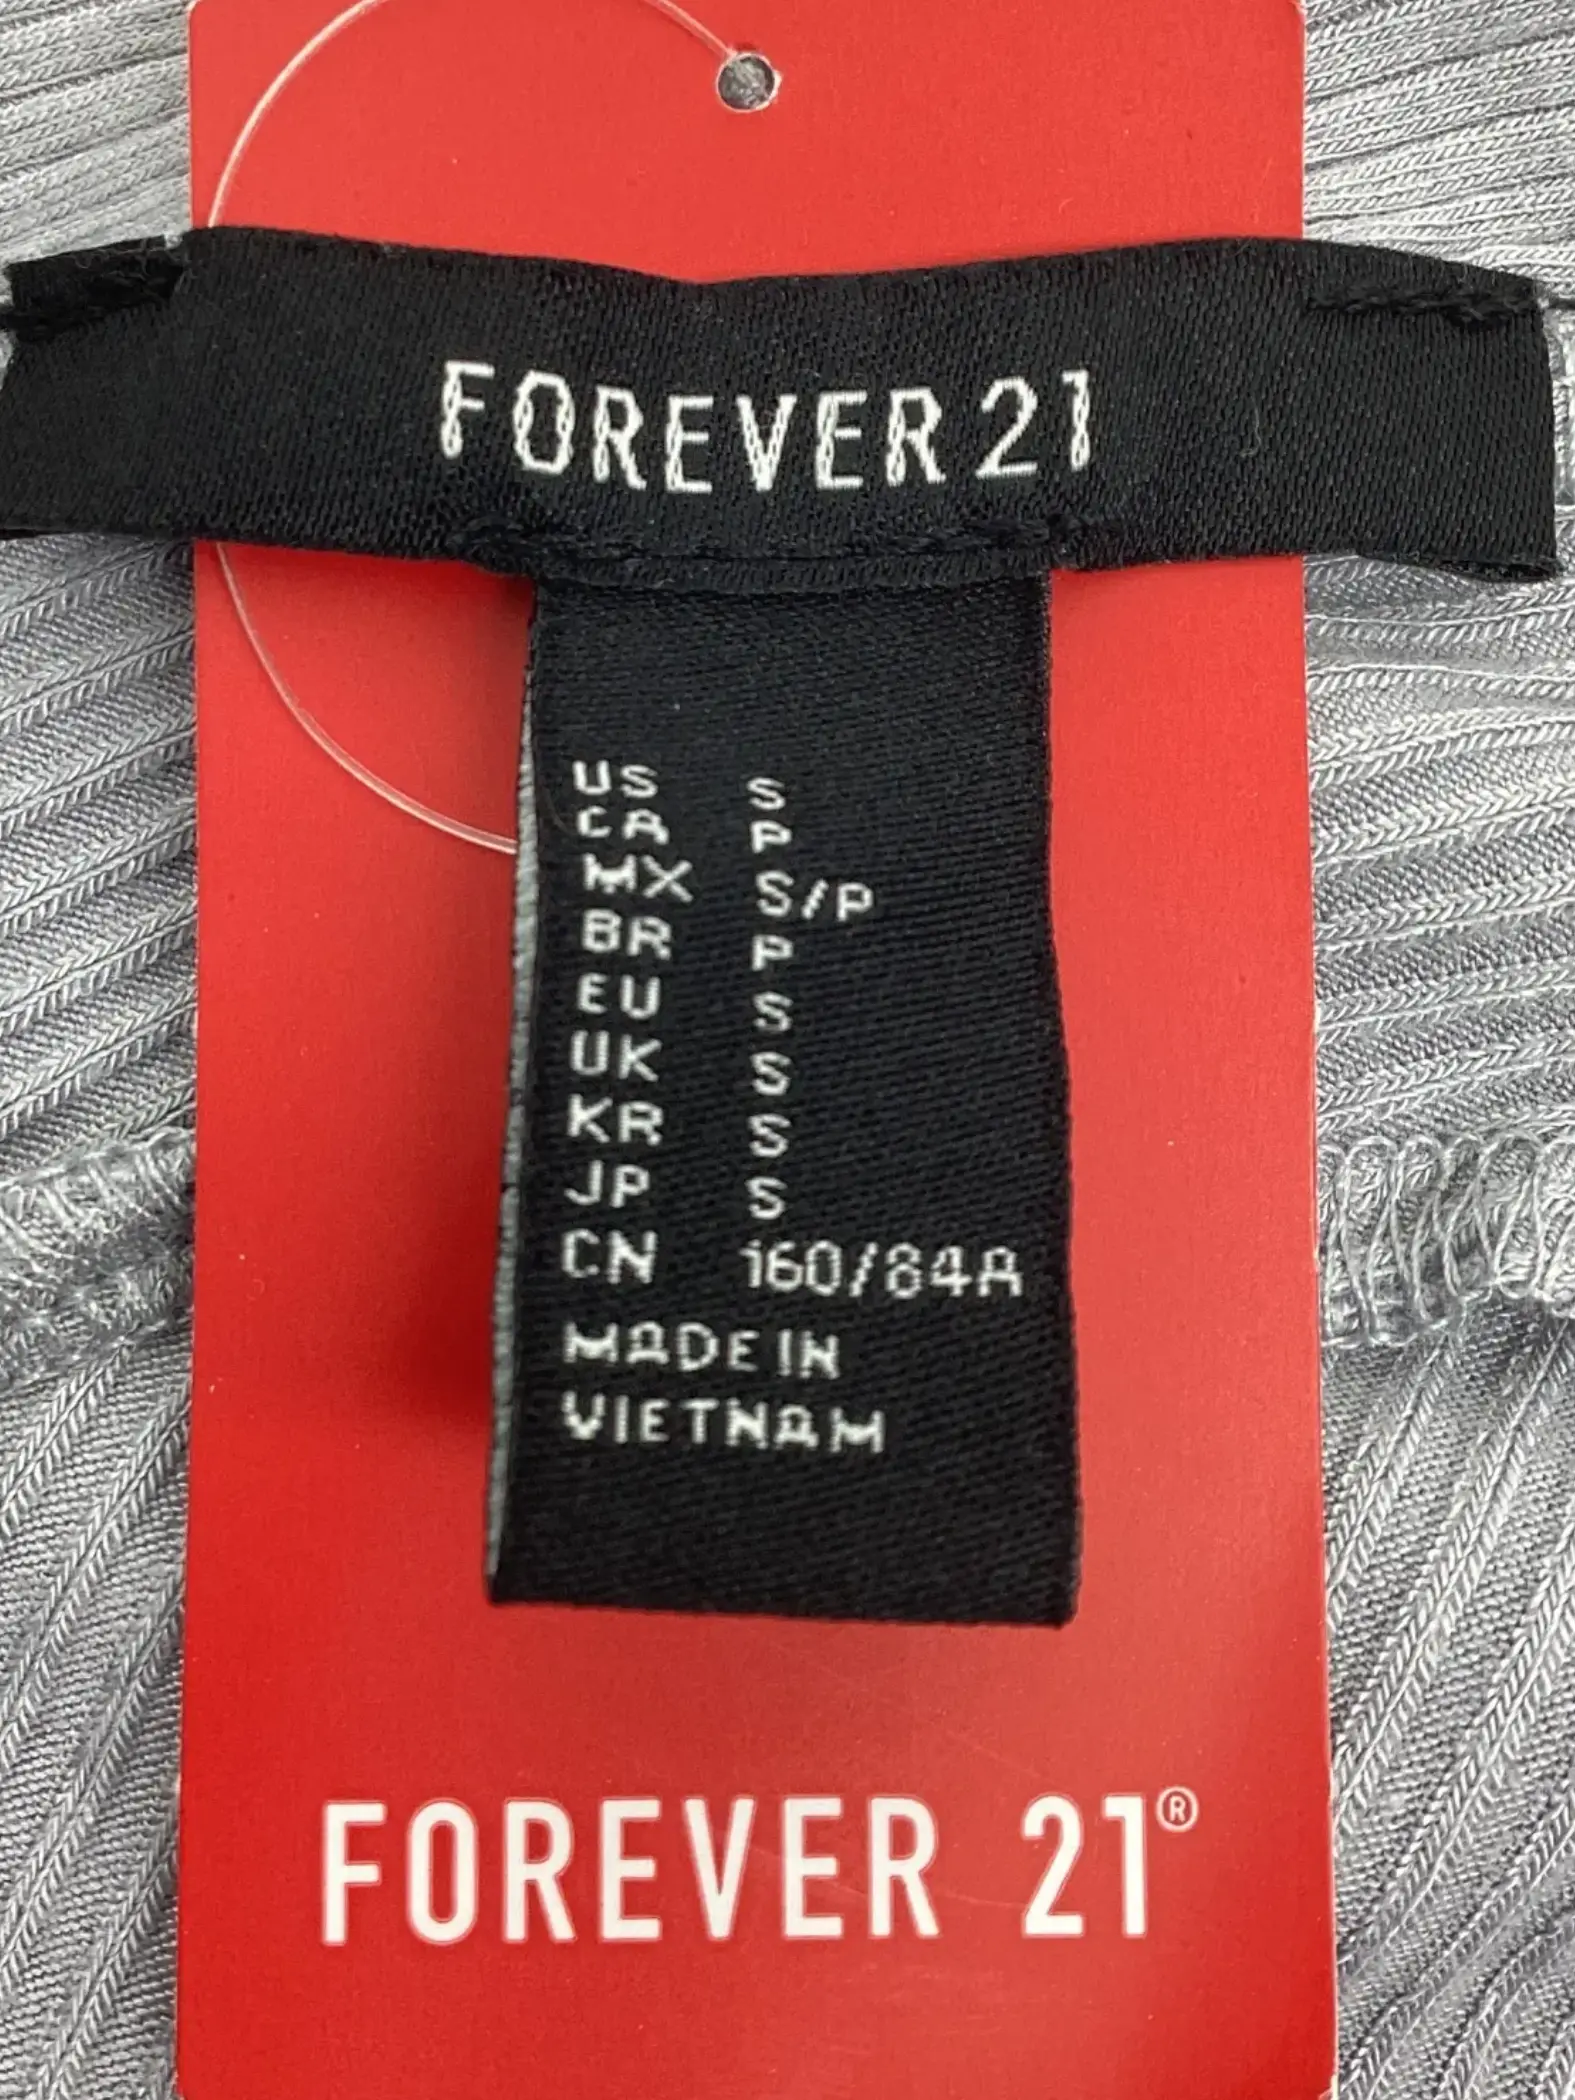 FOREVER 21
US S
CA P
MX S/P
BR P
EU S
UK S
KR S
JP S
CN 160/84A
MADE IN
VIETNAM
FOREVER 21®